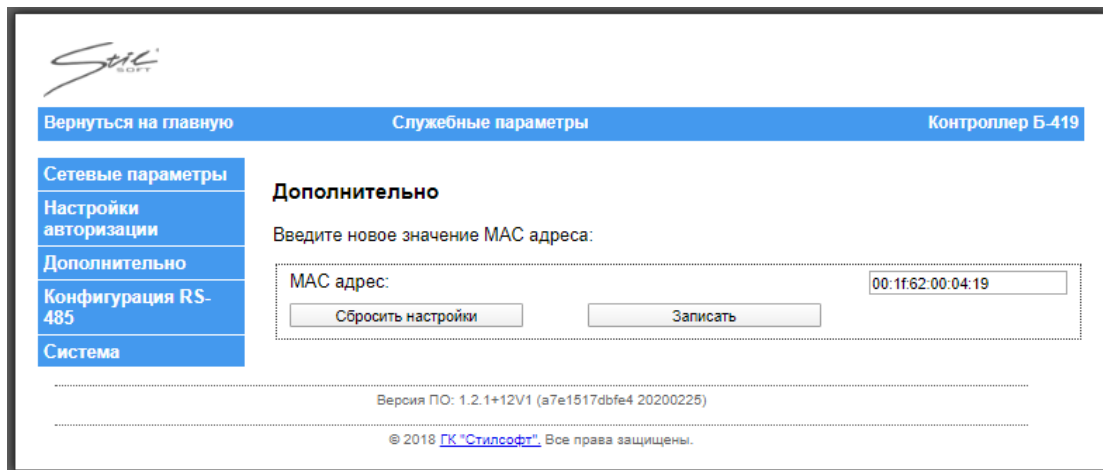 Stil
SOFT
Вернуться на главную Служебные параметры Контроллер Б-419
Сетевые параметры
Настройки
авторизации
Дополнительно
Конфигурация RS-
485
Система
Дополнительно
Введите новое значение MAC адреса:
MAC адрес: 00:1f:62:00:04:19
Сбросить настройки Записать
Версия ПО: 1.2.1+12V1 (a7e1517dbfe4 20200225)
© 2018 ГК "Стилсофт". Все права защищены.